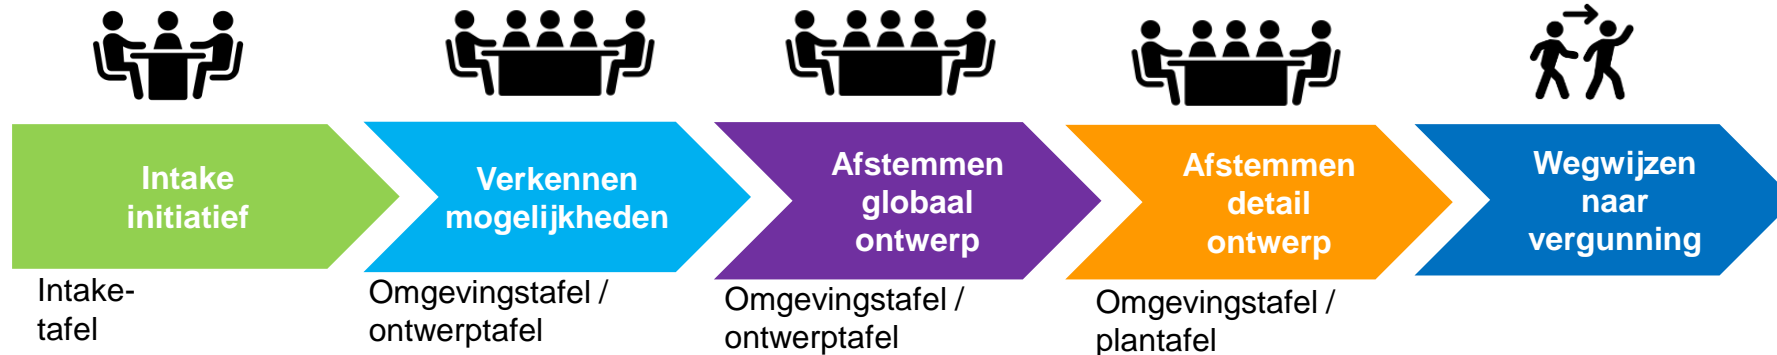 Intake
initiatief
Verkennen
mogelijkheden
Afstemmen
globaal
ontwerp
Afstemmen
detail
ontwerp
Wegwijzen
naar
vergunning
Intake-
tafel
Omgevingstafel /
ontwerptafel
Omgevingstafel /
ontwerptafel
Omgevingstafel /
plantafel